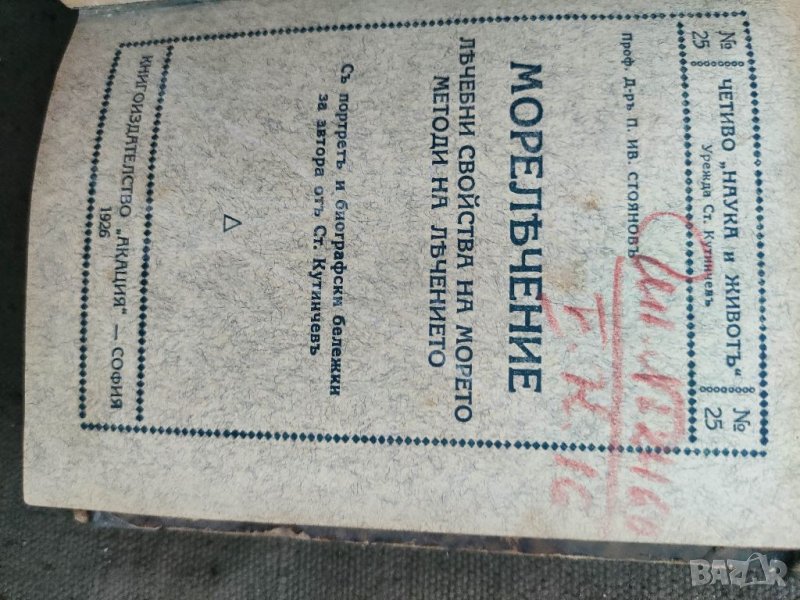 № 25
ЧЕТИВО „НАУКА и ЖИВОТЪ“
Урежда Ст. Кутинчевъ
№ 25
Проф. Д-ръ П. ИВ. СТОЯНОВЪ
МОРЕЛѢЧЕНИЕ
ЛѢЧЕБНИ СВОЙСТВА НА МОРЕТО
МЕТОДИ НА ЛѢЧЕНИЕТО
Съ портретъ и биографски бележки
за автора отъ Ст. Кутинчевъ
КНИГОИЗДАТЕЛСТВО „АКАЦИЯ“ — СОФИЯ
1926
BAZAR